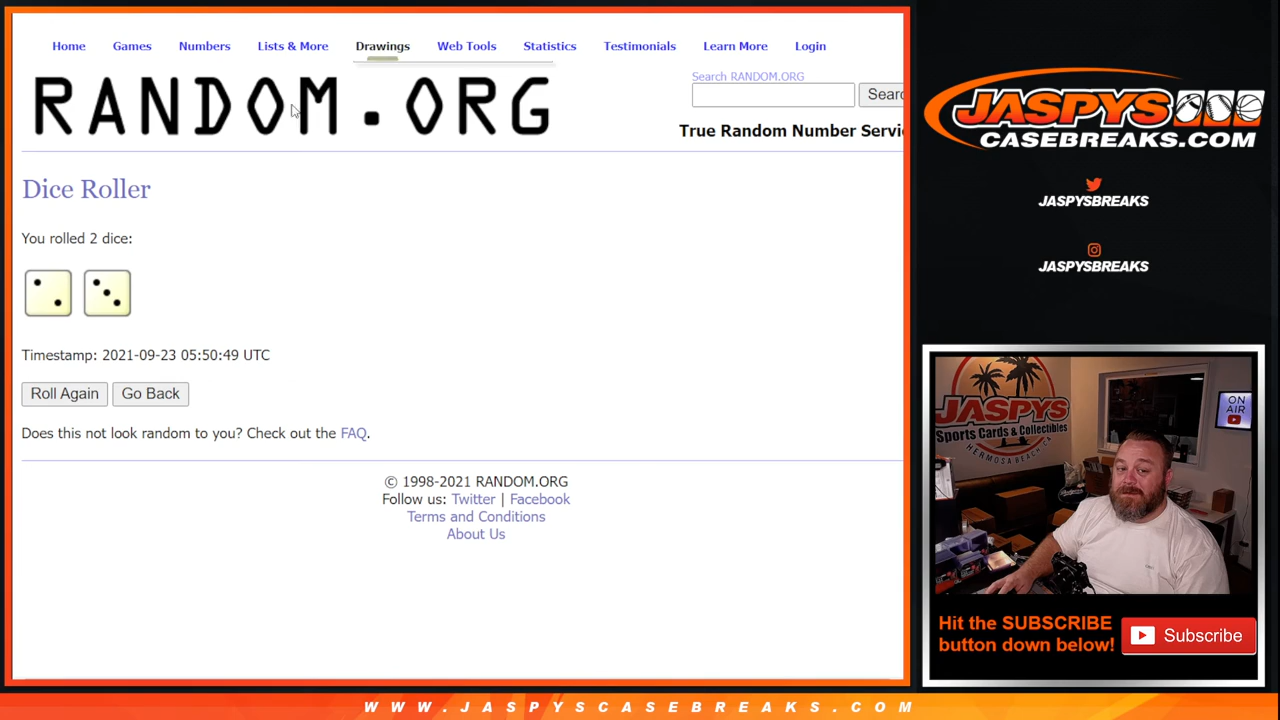 Home Games Numbers Lists & More Drawings Web Tools Statistics Testimonials Learn More Login
RANDOM.ORG
Search RANDOM.ORG
Searc
True Random Number Servi
Dice Roller
You rolled 2 dice:
Timestamp: 2021-09-23 05:50:49 UTC
Roll Again Go Back
Does this not look random to you? Check out the FAQ.
© 1998-2021 RANDOM.ORG
Follow us: Twitter | Facebook
Terms and Conditions
About Us
JASPYS
CASEBREAKS.COM
JASPYSBREAKS
JASPYSBREAKS
JASPYS
Sports Cards & Collectibles
HERMOSA BEACH, CA
ON
AIR
Hit the SUBSCRIBE
button down below!
Subscribe
WWW.JASPYSCASEBREAKS.COM